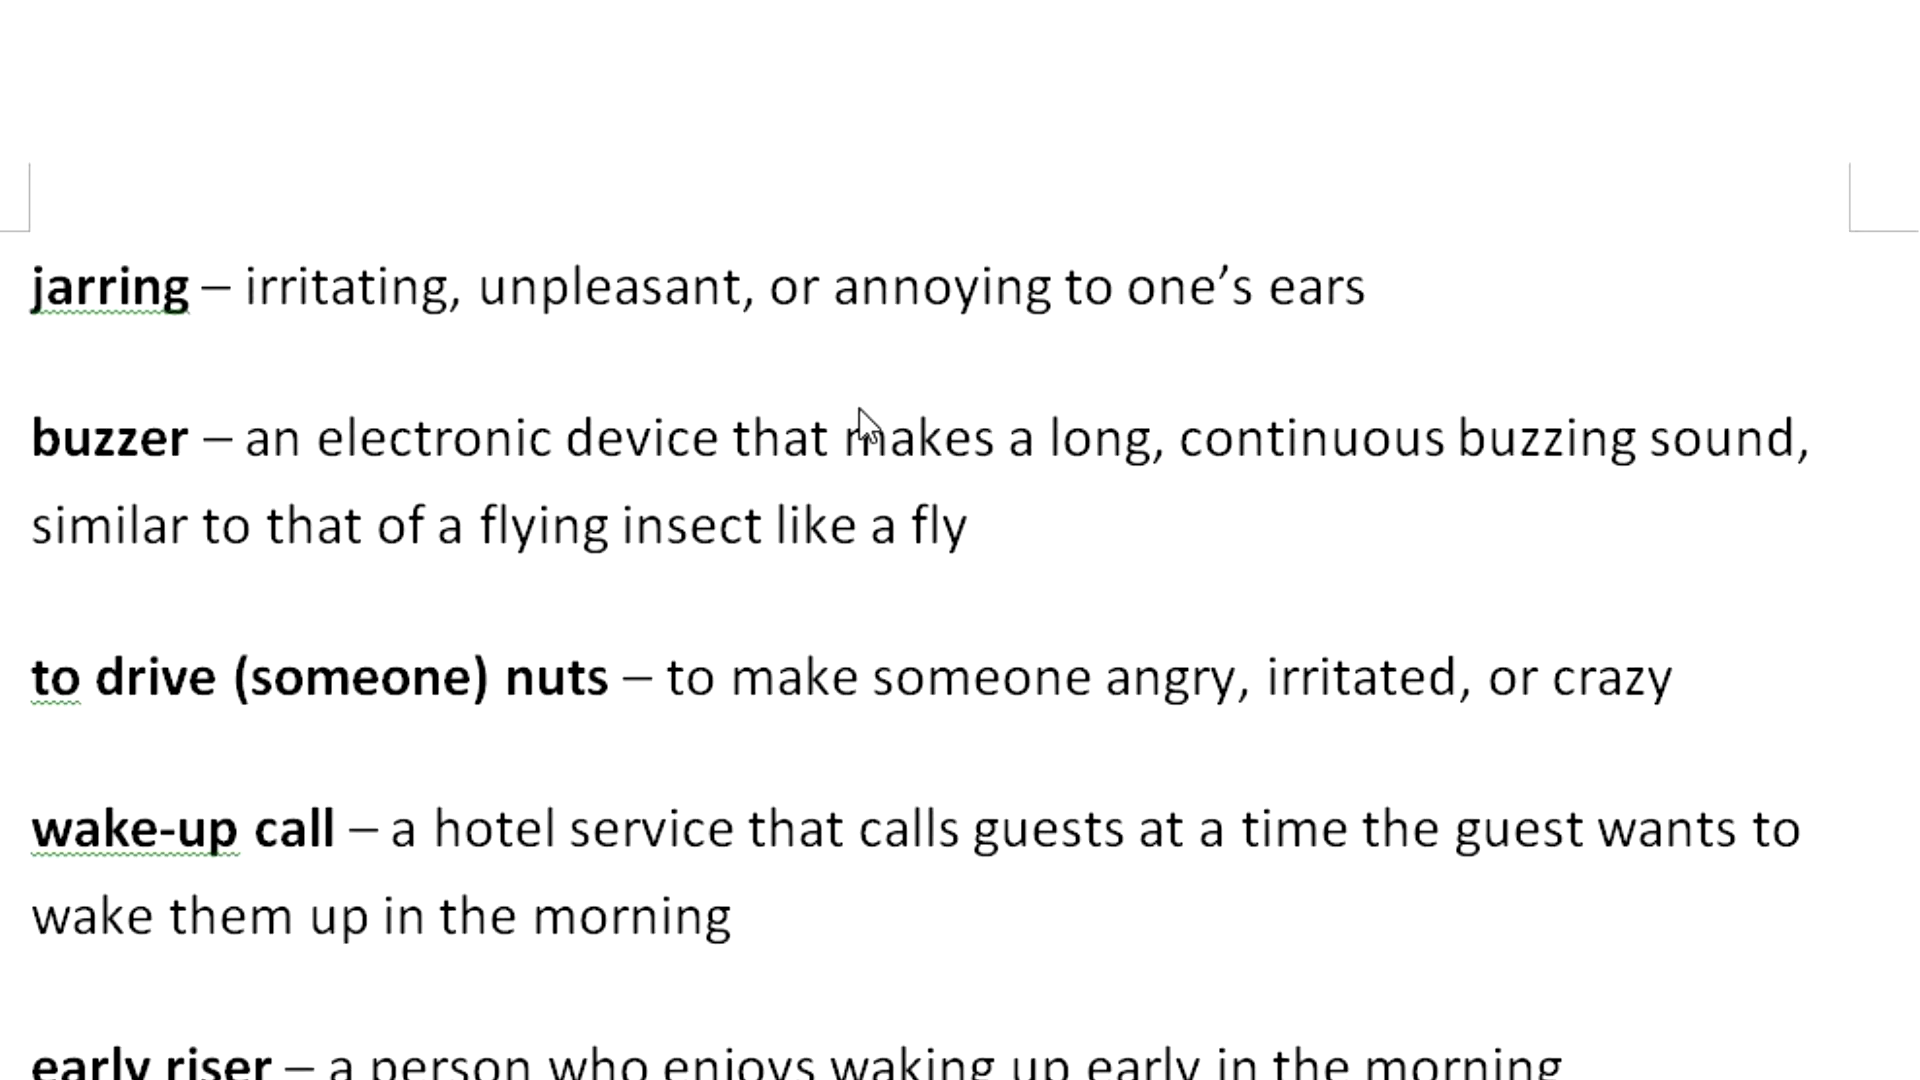 jarring – irritating, unpleasant, or annoying to one’s ears
buzzer – an electronic device that makes a long, continuous buzzing sound,
similar to that of a flying insect like a fly
to drive (someone) nuts – to make someone angry, irritated, or crazy
wake-up call – a hotel service that calls guests at a time the guest wants to
wake them up in the morning
early riser – a person who enjoys waking up early in the morning